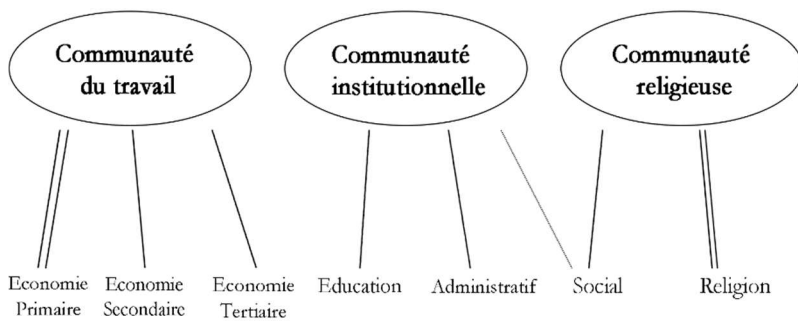 Communauté
du travail
Communauté
institutionnelle
Communauté
religieuse
Economie
Primaire
Economie
Secondaire
Economie
Tertiaire
Education
Administratif
Social
Religion